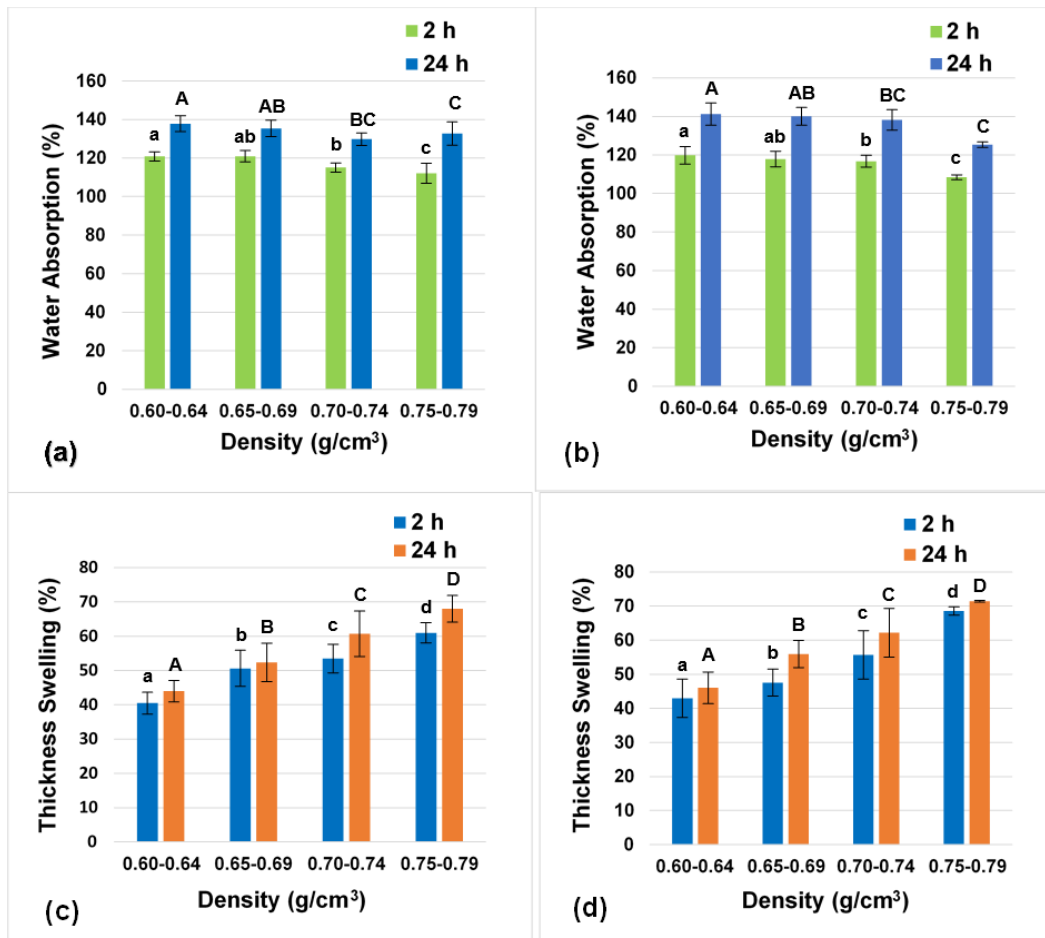 2 h
24 h
160
140
120
100
80
60
40
20
0
Water Absorption (%)
a
A
ab
AB
b
BC
c
C
0.60-0.64
0.65-0.69
0.70-0.74
0.75-0.79
Density (g/cm³)
(a)
2 h
24 h
160
140
120
100
80
60
40
20
0
Water Absorption (%)
a
A
ab
AB
b
BC
c
C
0.60-0.64
0.65-0.69
0.70-0.74
0.75-0.79
Density (g/cm³)
(b)
2 h
24 h
80
70
60
50
40
30
20
10
0
Thickness Swelling (%)
a
A
b
B
c
C
d
D
0.60-0.64
0.65-0.69
0.70-0.74
0.75-0.79
Density (g/cm³)
(c)
2 h
24 h
80
70
60
50
40
30
20
10
0
Thickness Swelling (%)
a
A
b
B
c
C
d
D
0.60-0.64
0.65-0.69
0.70-0.74
0.75-0.79
Density (g/cm³)
(d)